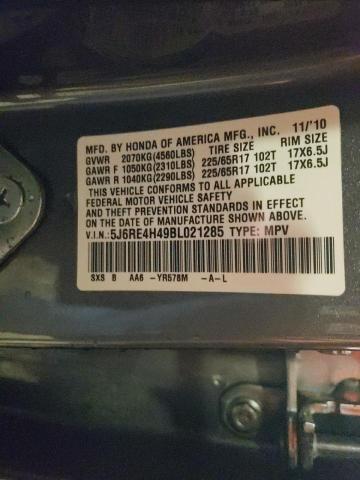 MFD. BY HONDA OF AMERICA MFG., INC. 11/'10
GVWR 2070KG(4560LBS) TIRE SIZE RIM SIZE
GAWR F 1050KG(2310LBS) 225/65R17 102T 17X6.5J
GAWR R 1040KG(2290LBS) 225/65R17 102T 17X6.5J
THIS VEHICLE CONFORMS TO ALL APPLICABLE
FEDERAL MOTOR VEHICLE SAFETY
AND THEFT PREVENTION STANDARDS IN EFFECT
ON THE DATE OF MANUFACTURE SHOWN ABOVE.
V.I.N.: 5J6RE4H49BL021285 TYPE: MPV
SXS B AA6 -YR578M -A-L